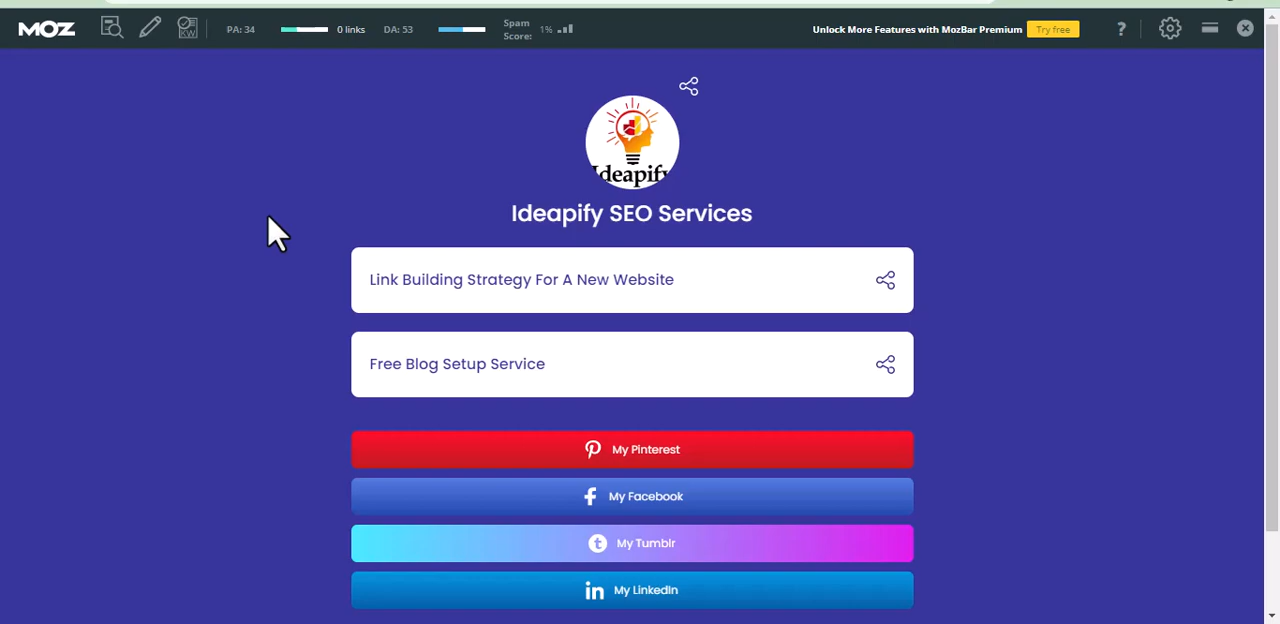 MOZ KW PA: 34 0 links DA: 53 Spam Score: 1% Unlock More Features with MozBar Premium Try free ?
Ideapify
Ideapify SEO Services
Link Building Strategy For A New Website
Free Blog Setup Service
My Pinterest
My Facebook
My Tumblr
My LinkedIn